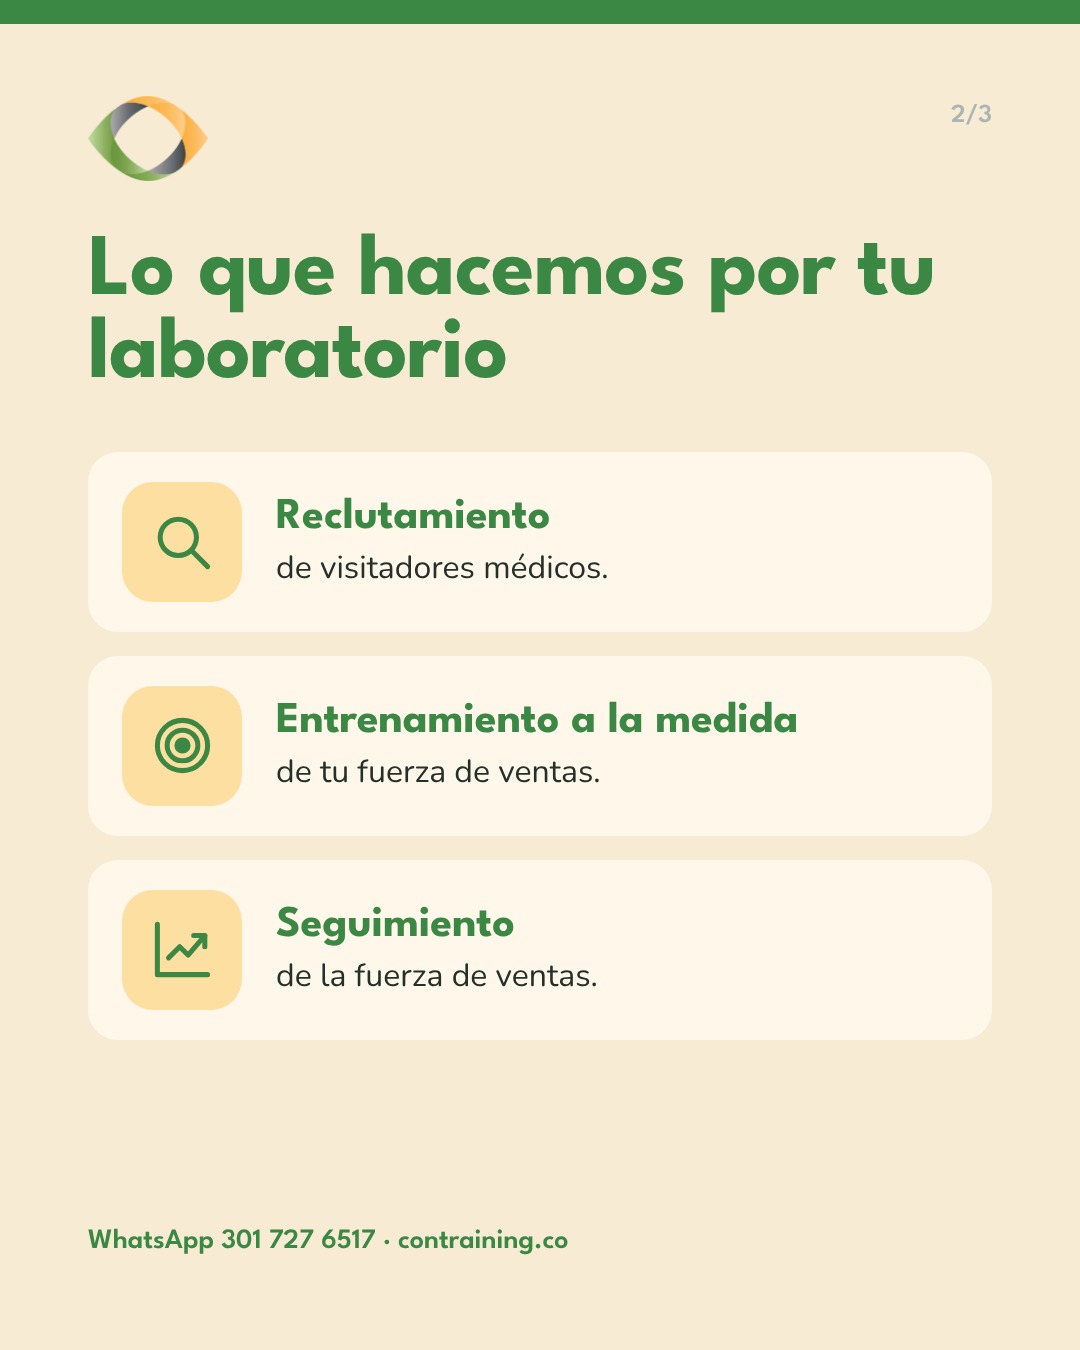 2/3
Lo que hacemos por tu
laboratorio
Reclutamiento
de visitadores médicos.
Entrenamiento a la medida
de tu fuerza de ventas.
Seguimiento
de la fuerza de ventas.
WhatsApp 301 727 6517 · contraining.co